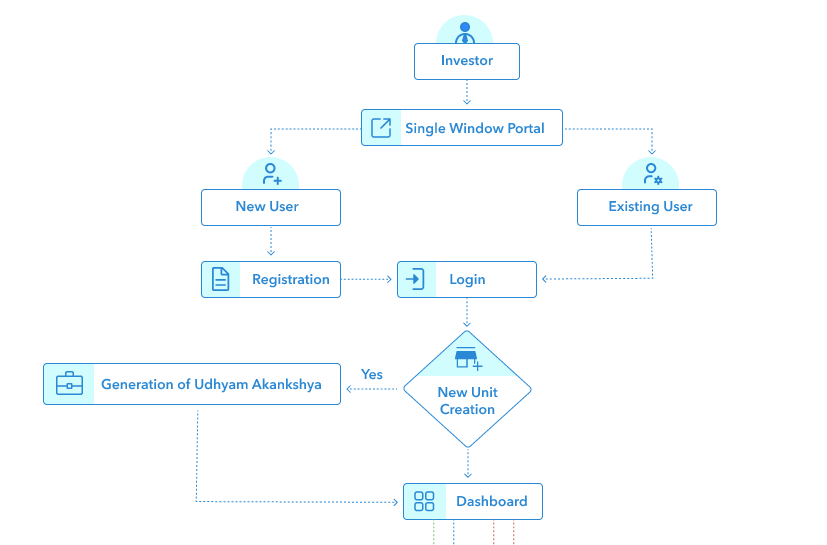 Investor
Single Window Portal
New User
Existing User
Registration
Login
Yes
Generation of Udhyam Akankshya
New Unit
Creation
Dashboard